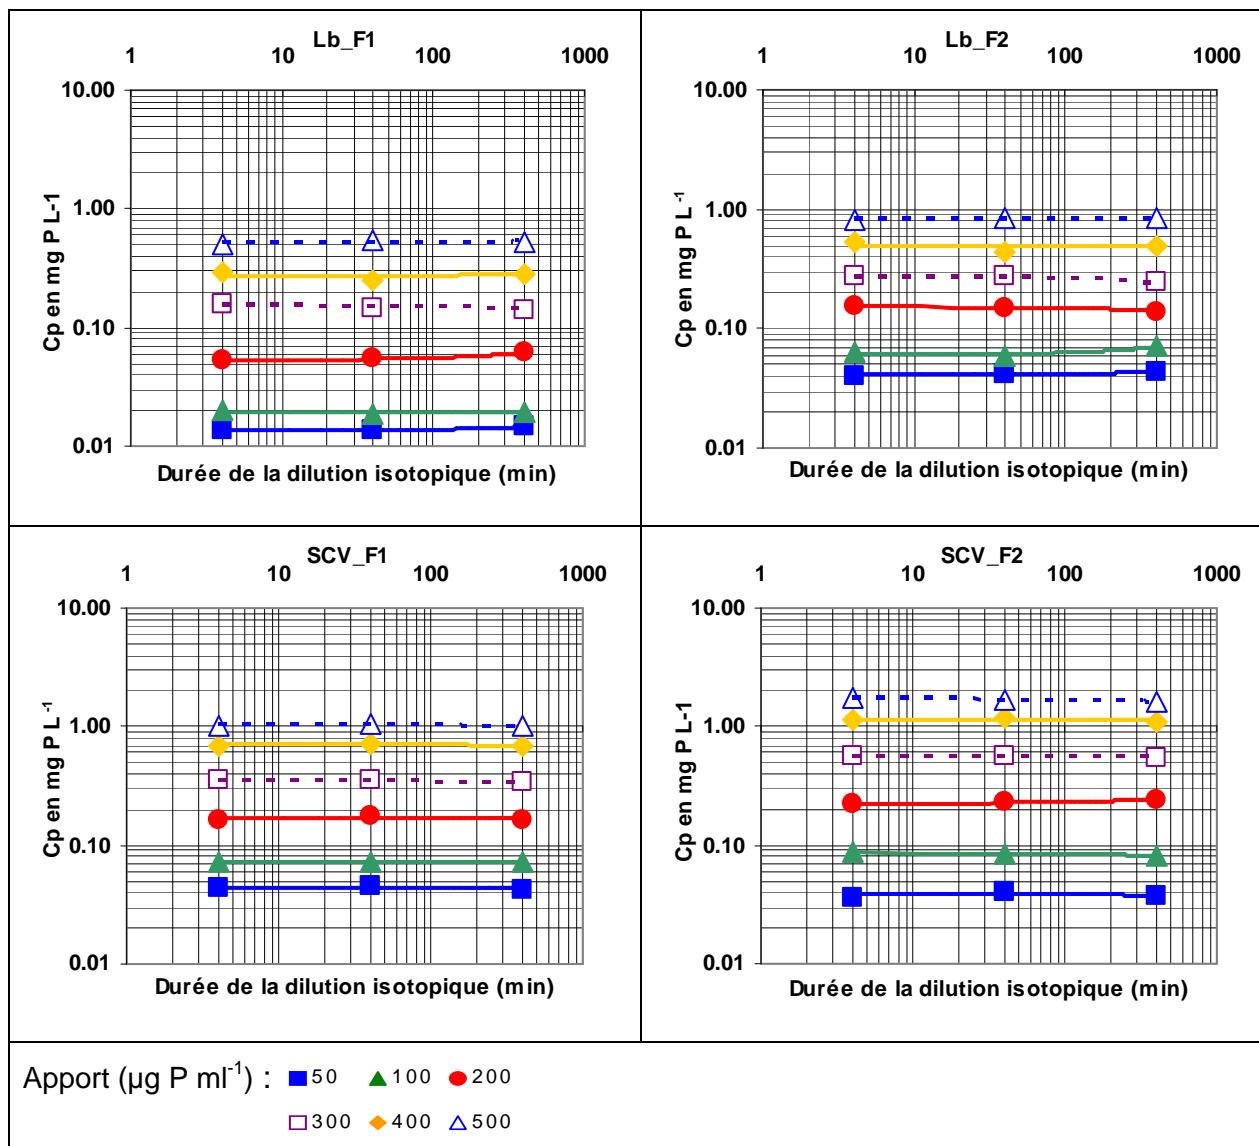 Lb_F1
1 10 100 1000
10.00
1.00
0.10
0.01
Cp en mg P L-1
Durée de la dilution isotopique (min)
Lb_F2
1 10 100 1000
10.00
1.00
0.10
0.01
Cp en mg P L-1
Durée de la dilution isotopique (min)
SCV_F1
1 10 100 1000
10.00
1.00
0.10
0.01
Cp en mg P L-1
Durée de la dilution isotopique (min)
SCV_F2
1 10 100 1000
10.00
1.00
0.10
0.01
Cp en mg P L-1
Durée de la dilution isotopique (min)
Apport (µg P ml-1) : 50 100 200
300 400 500